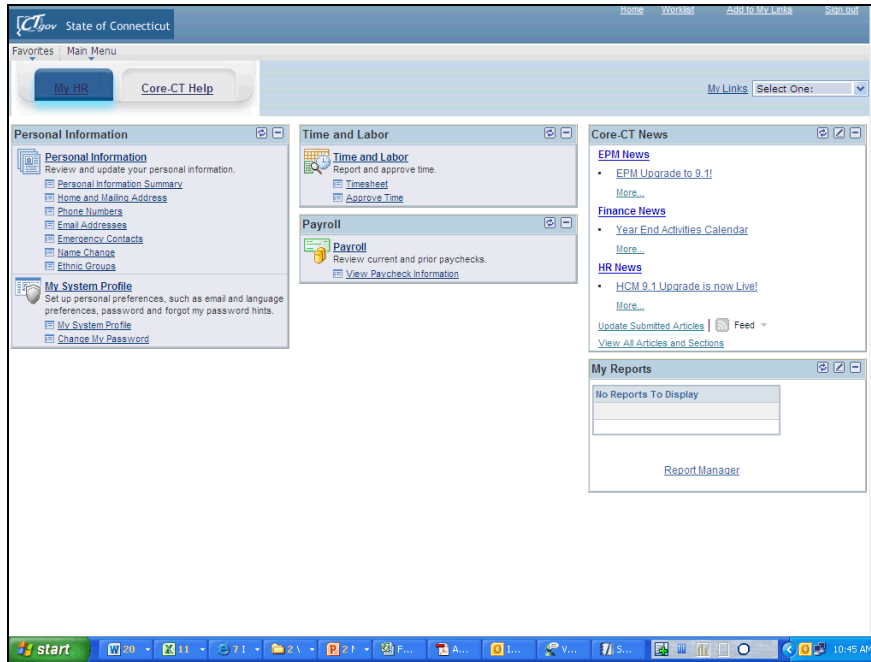 Home Worklist Add to My Links Sign out
CT.gov State of Connecticut
Favorites Main Menu
My HR Core-CT Help
My Links Select One:
Personal Information
Personal Information
Review and update your personal information.
Personal Information Summary
Home and Mailing Address
Phone Numbers
Email Addresses
Emergency Contacts
Name Change
Ethnic Groups
My System Profile
Set up personal preferences, such as email and language
preferences, password and forgot my password hints.
My System Profile
Change My Password
Time and Labor
Time and Labor
Report and approve time.
Timesheet
Approve Time
Payroll
Payroll
Review current and prior paychecks.
View Paycheck Information
Core-CT News
EPM News
EPM Upgrade to 9.1!
More...
Finance News
Year End Activities Calendar
More...
HR News
HCM 9.1 Upgrade is now Live!
More...
Update Submitted Articles Feed
View All Articles and Sections
My Reports
No Reports To Display
Report Manager
start 20 11 7 I 2 \ 2 F... A... I... V... S... 10:45 AM